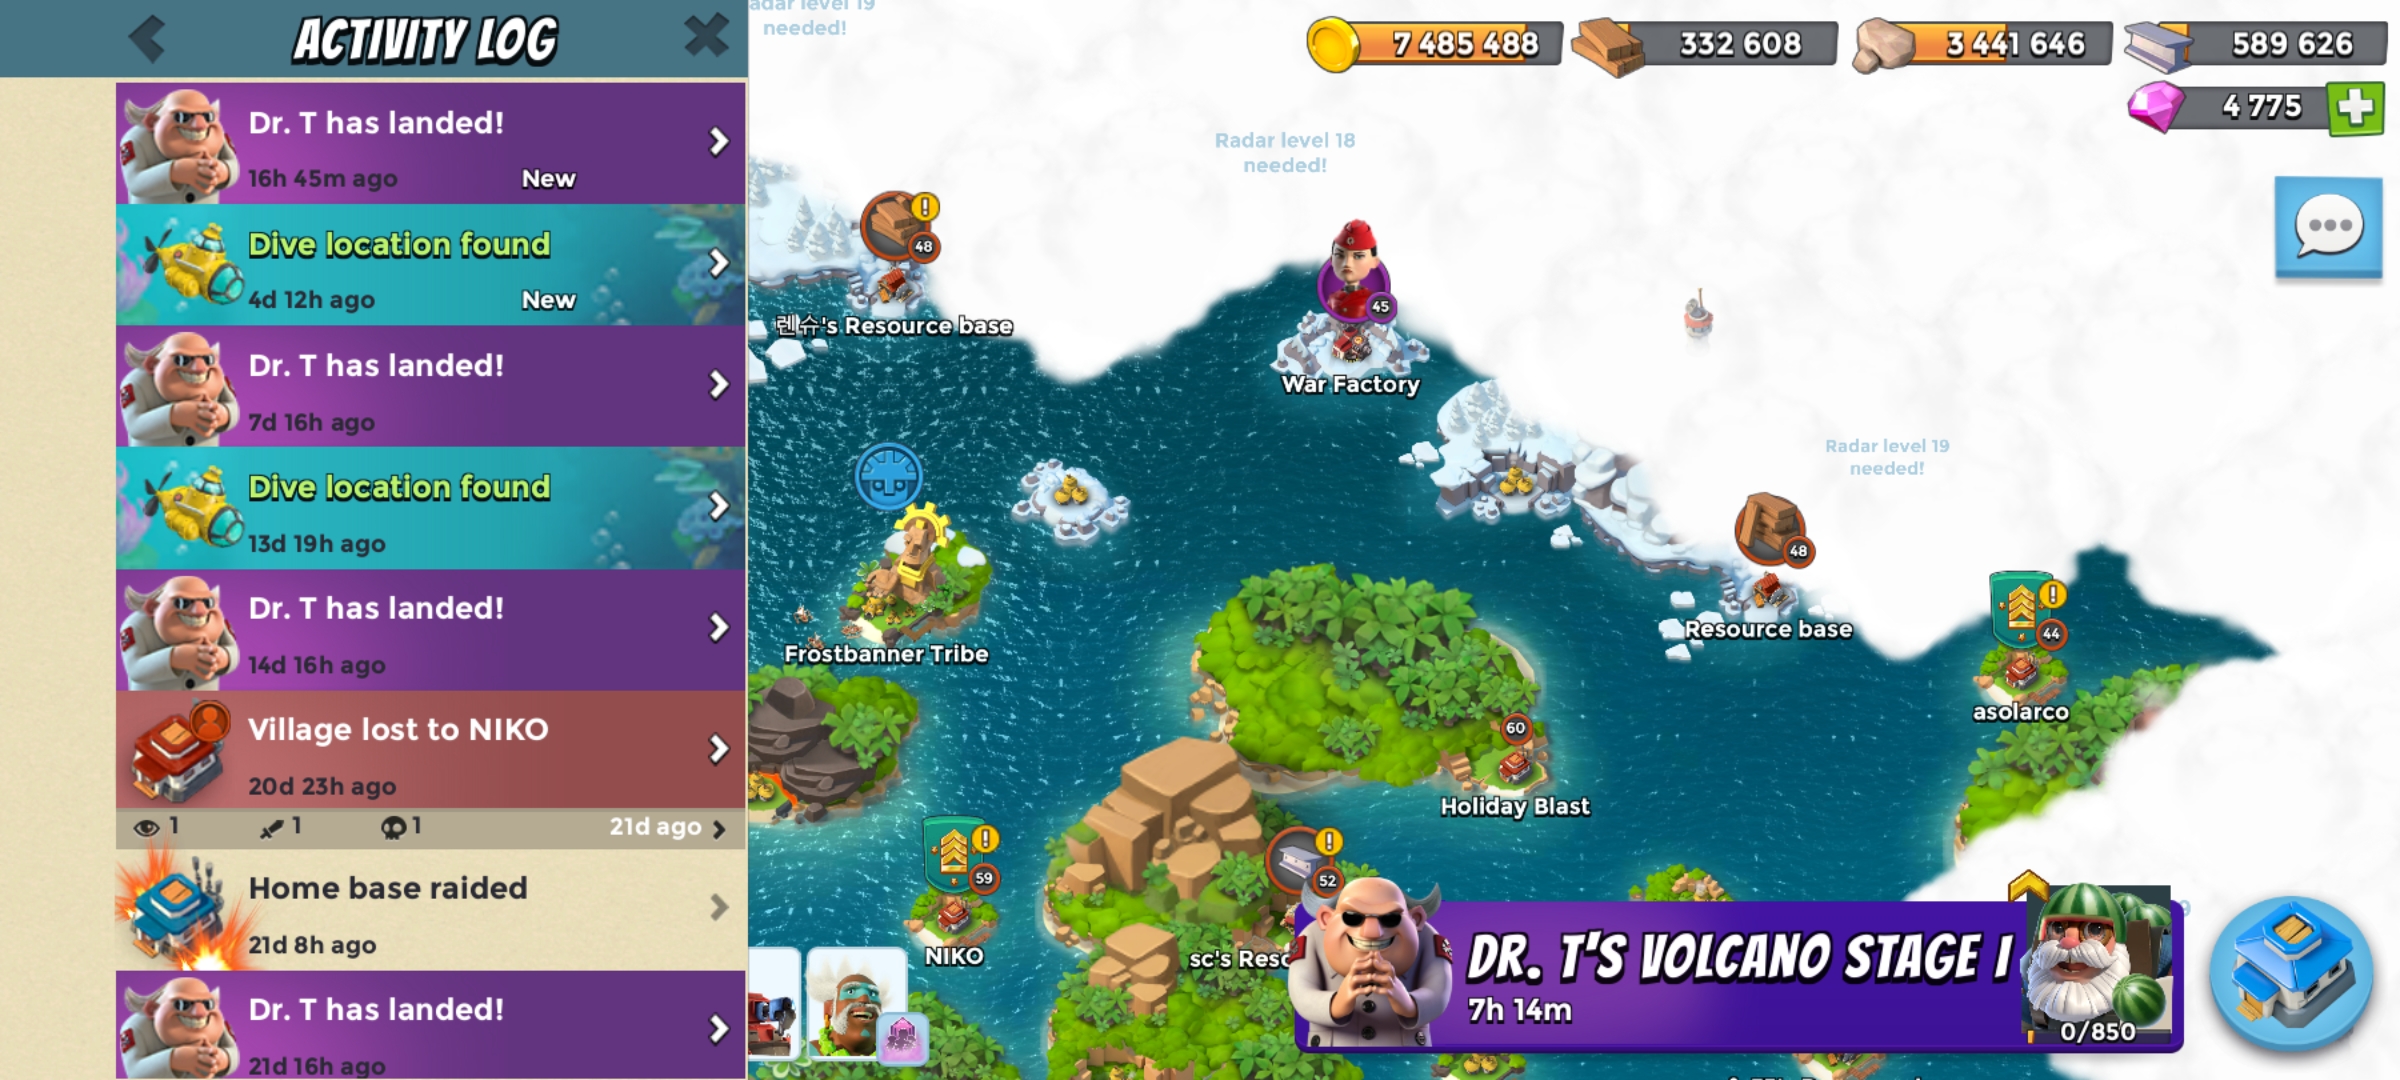 ACTIVITY LOG
Dr. T has landed!
16h 45m ago
New
Dive location found
4d 12h ago
New
Dr. T has landed!
7d 16h ago
Dive location found
13d 19h ago
Dr. T has landed!
14d 16h ago
Village lost to NIKO
20d 23h ago
1
1
1
21d ago
Home base raided
21d 8h ago
Dr. T has landed!
21d 16h ago
adar level 19
needed!
7 485 488
332 608
3 441 646
589 626
4 775
Radar level 18
needed!
48
렌슈's Resource base
45
War Factory
Radar level 19
needed!
48
Resource base
Frostbanner Tribe
44
asolarco
60
Holiday Blast
59
NIKO
52
sc's Reso
DR. T'S VOLCANO STAGE I
7h 14m
0/850